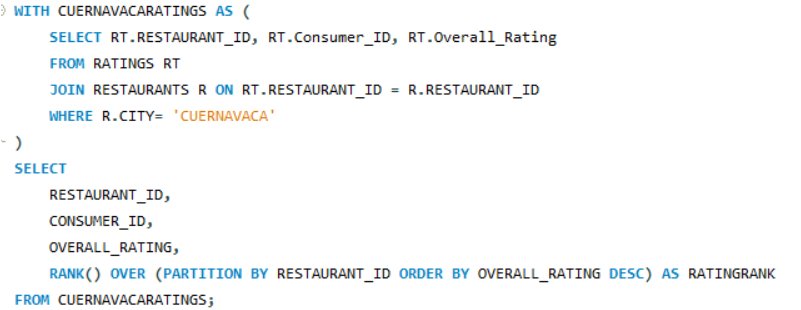 WITH CUERNAVACARATINGS AS (
SELECT RT.RESTAURANT_ID, RT.Consumer_ID, RT.Overall_Rating
FROM RATINGS RT
JOIN RESTAURANTS R ON RT.RESTAURANT_ID = R.RESTAURANT_ID
WHERE R.CITY= 'CUERNAVACA'
)
SELECT
RESTAURANT_ID,
CONSUMER_ID,
OVERALL_RATING,
RANK() OVER (PARTITION BY RESTAURANT_ID ORDER BY OVERALL_RATING DESC) AS RATINGRANK
FROM CUERNAVACARATINGS;